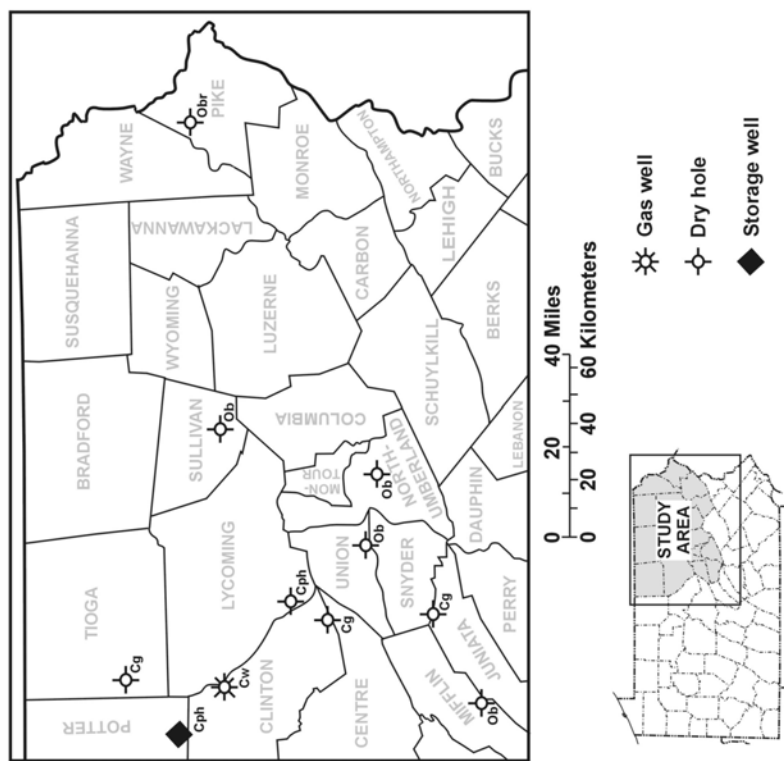 POTTER
TIOGA
BRADFORD
SUSQUEHANNA
WAYNE
Cg
Cph
Cw
LYCOMING
SULLIVAN
Ob
WYOMING
LACKAWANNA
PIKE
Obr
CLINTON
Cph
Cg
CENTRE
UNION
Ob
MON-
TOUR
COLUMBIA
LUZERNE
MONROE
CARBON
NORTH-
UMBERLAND
Ob
SNYDER
Cg
MIFFLIN
Ob
JUNIATA
PERRY
DAUPHIN
SCHUYLKILL
LEBANON
BERKS
LEHIGH
NORTHAMPTON
BUCKS
0 20 40 Miles
0 20 40 60 Kilometers
STUDY
AREA
Gas well
Dry hole
Storage well